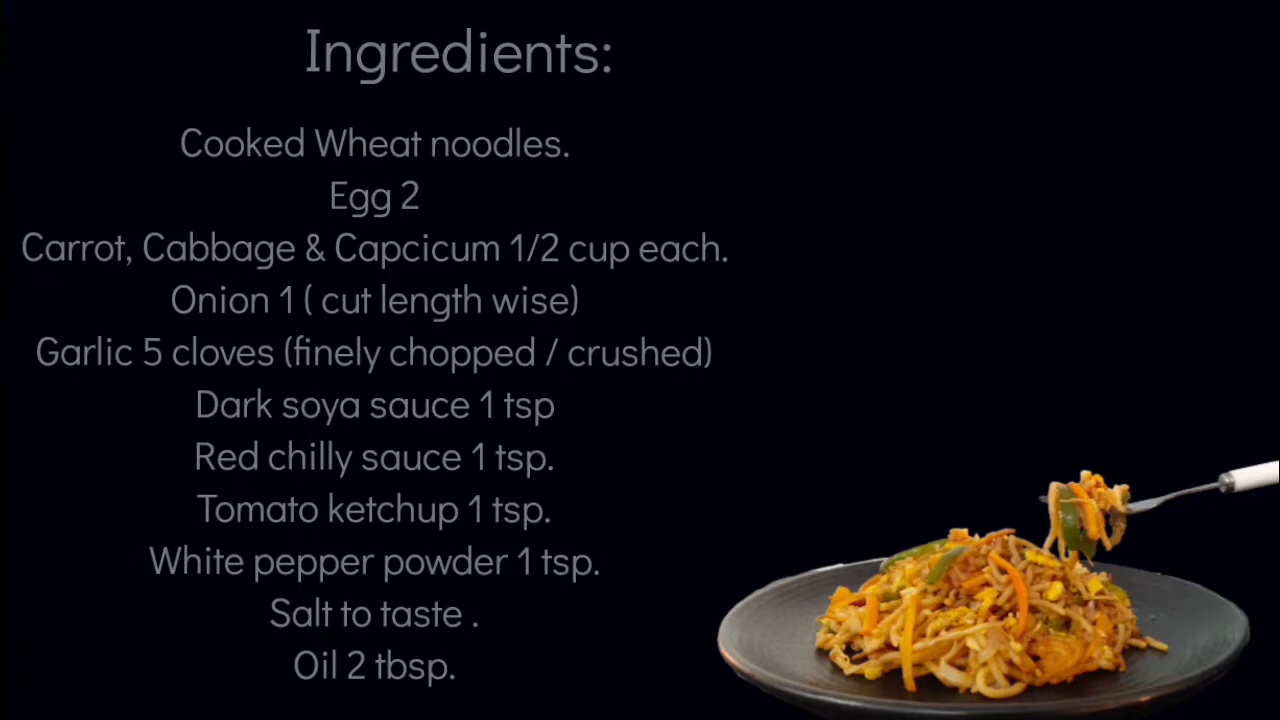 Ingredients:
Cooked Wheat noodles.
Egg 2
Carrot, Cabbage & Capcicum 1/2 cup each.
Onion 1 ( cut length wise)
Garlic 5 cloves (finely chopped / crushed)
Dark soya sauce 1 tsp
Red chilly sauce 1 tsp.
Tomato ketchup 1 tsp.
White pepper powder 1 tsp.
Salt to taste .
Oil 2 tbsp.